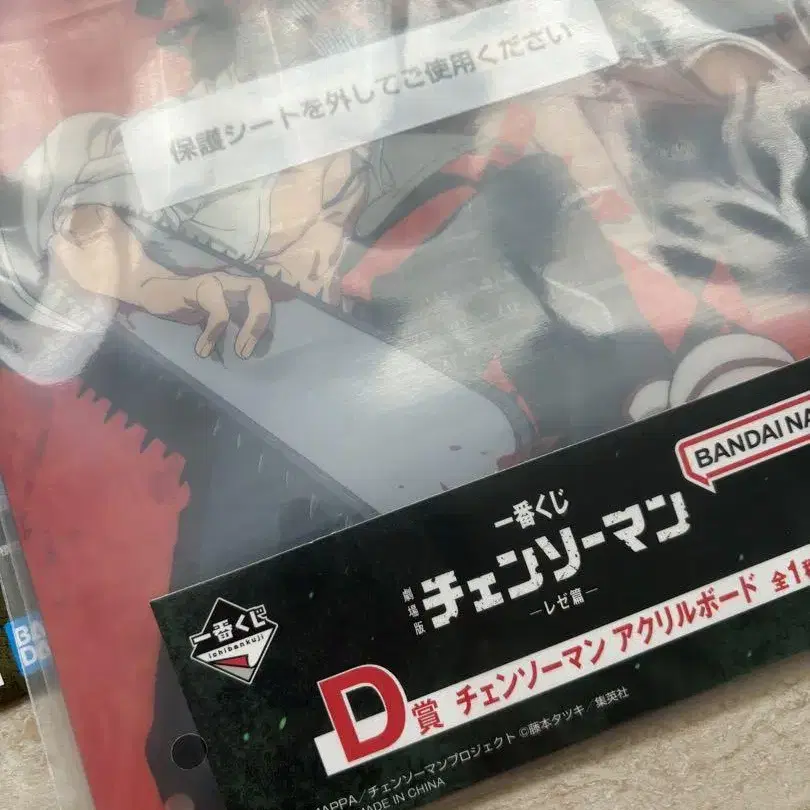 保護シートを外してご使用ください
BANDAI NA
一番くじ
劇場版
チェンソーマン
—レゼ篇—
一番くじ
ichibankuji
D賞 チェンソーマン アクリルボード 全1種
MAPPA／チェンソーマンプロジェクト ©藤本タツキ／集英社
MADE IN CHINA
BA
DA